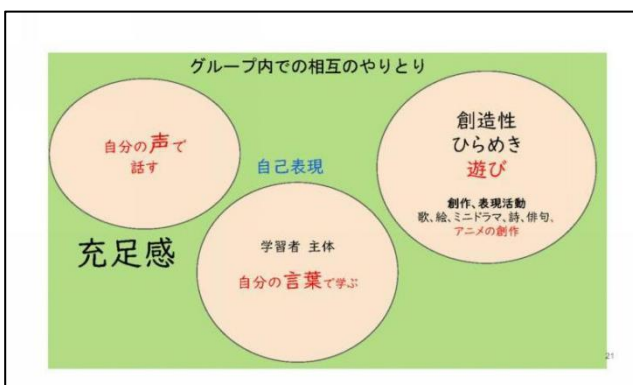 グループ内での相互のやりとり
自分の声で
話す
自己表現
創造性
ひらめき
遊び
創作、表現活動
歌、絵、ミニドラマ、詩、俳句、
アニメの創作
充足感
学習者 主体
自分の言葉で学ぶ
21